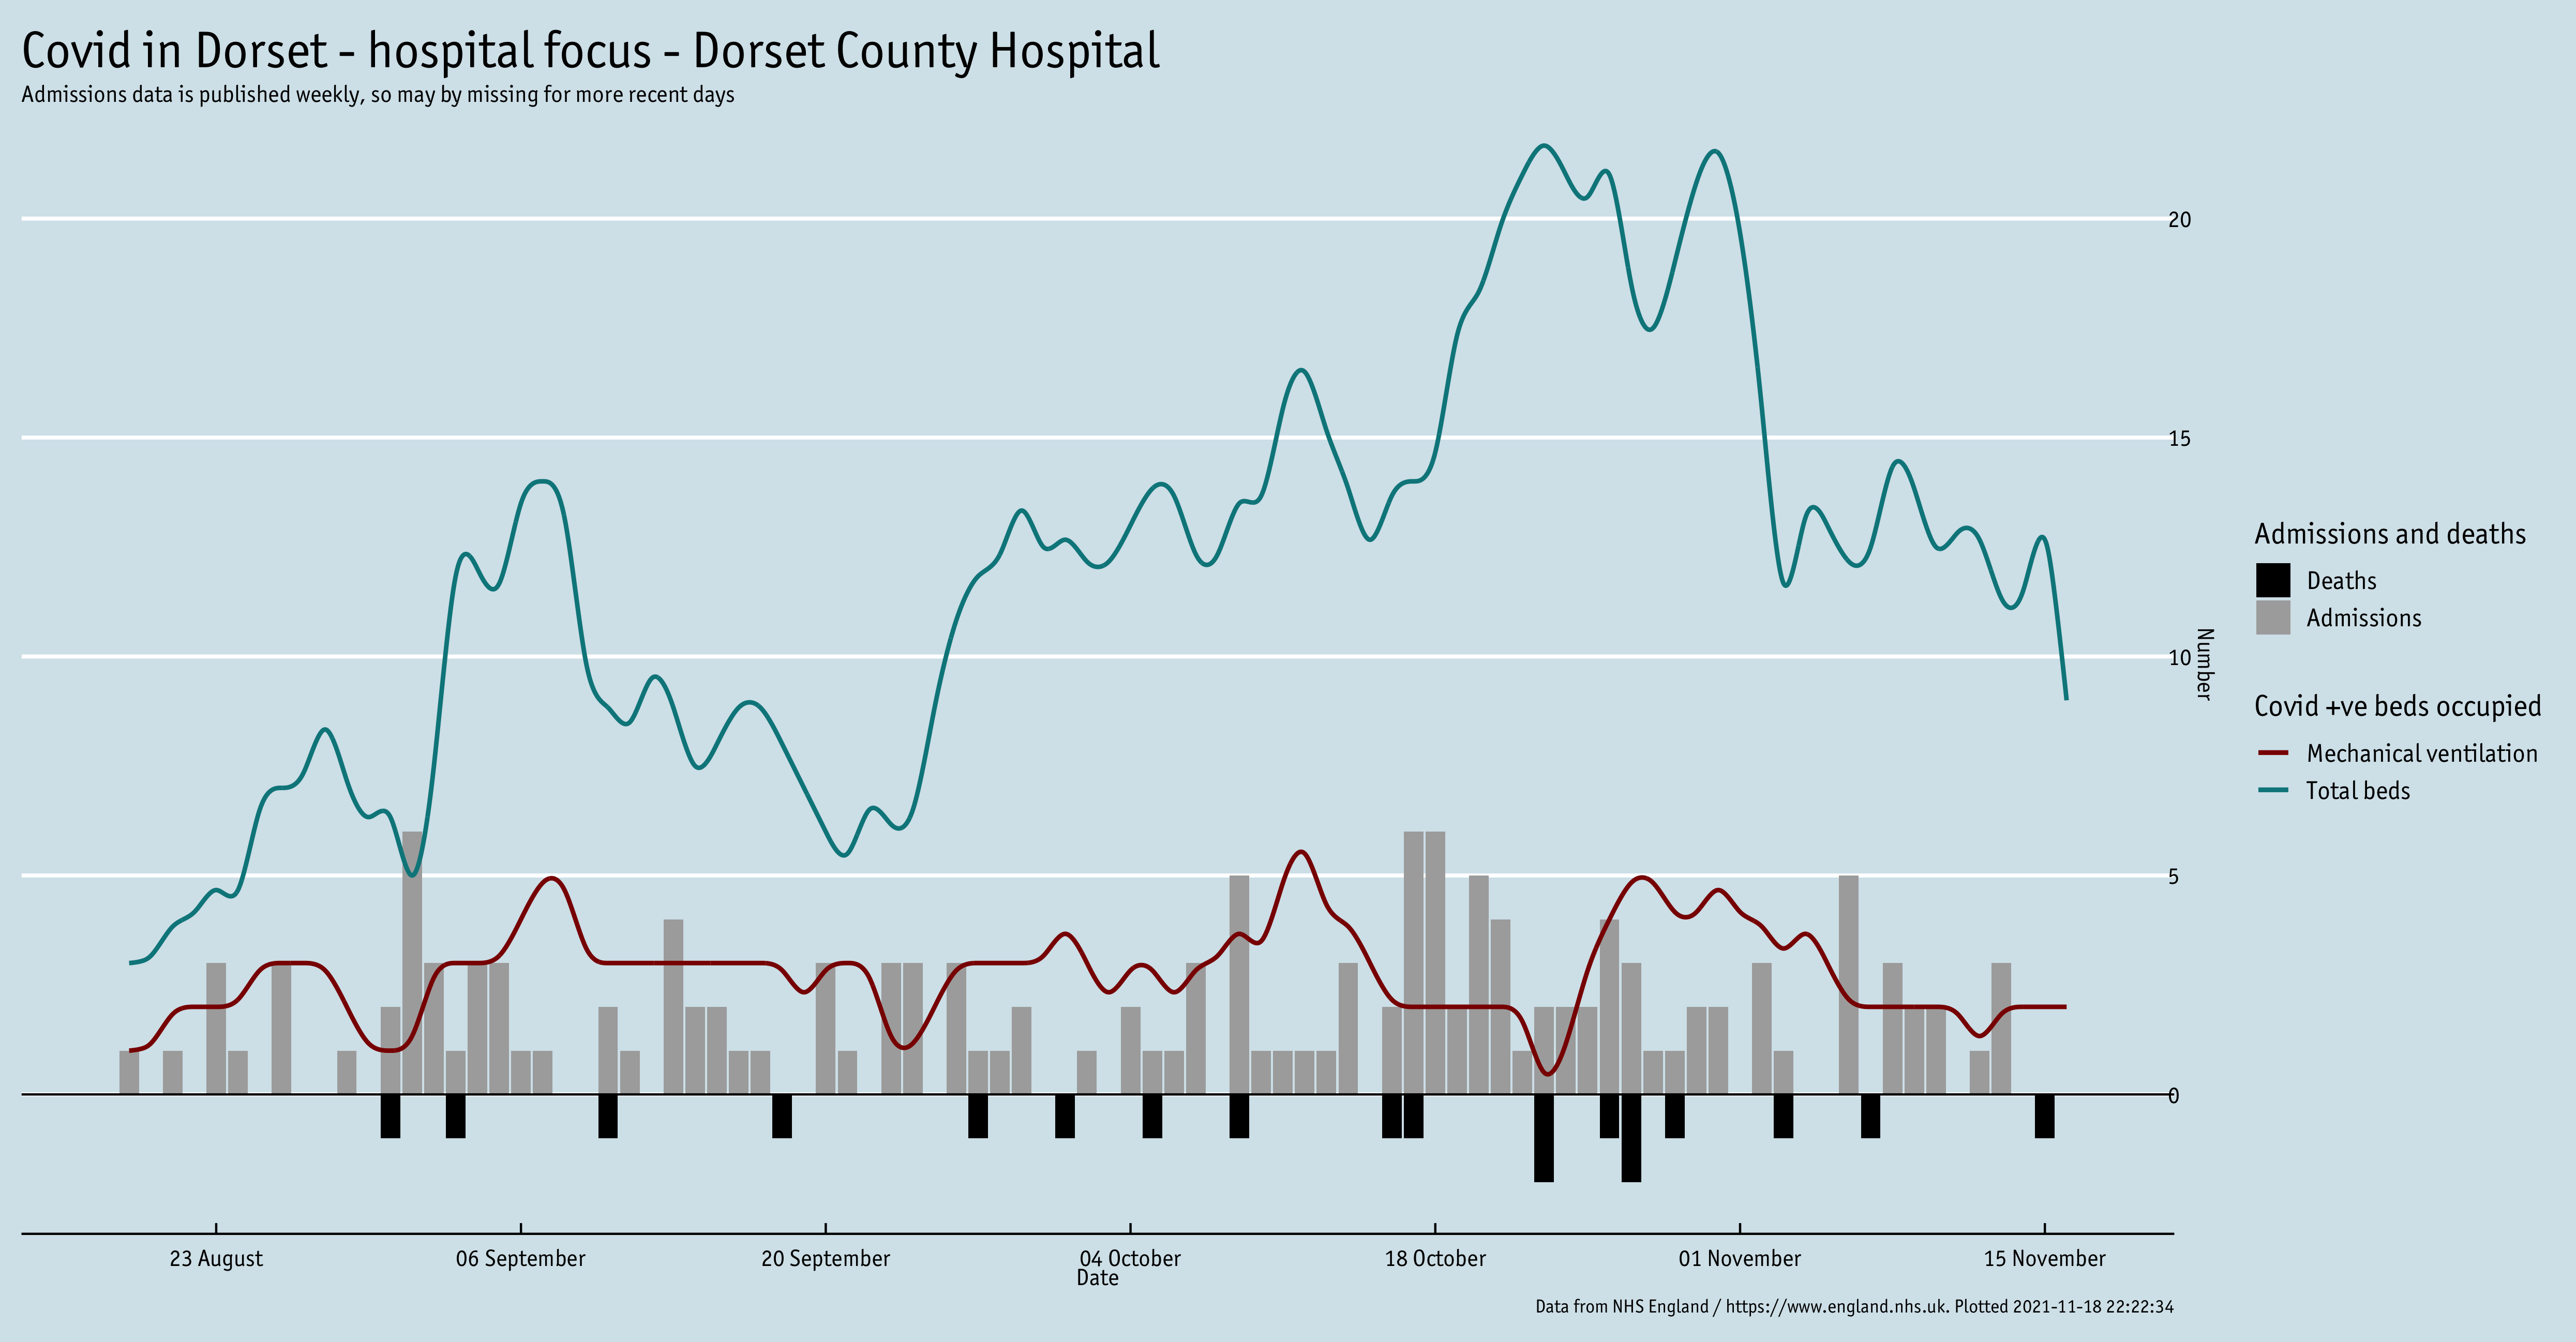 Covid in Dorset - hospital focus - Dorset County Hospital
Admissions data is published weekly, so may by missing for more recent days
20
15
10
5
0
Number
Admissions and deaths
Deaths
Admissions
Covid +ve beds occupied
Mechanical ventilation
Total beds
23 August 06 September 20 September 04 October 18 October 01 November 15 November
Date
Data from NHS England / https://www.england.nhs.uk. Plotted 2021-11-18 22:22:34